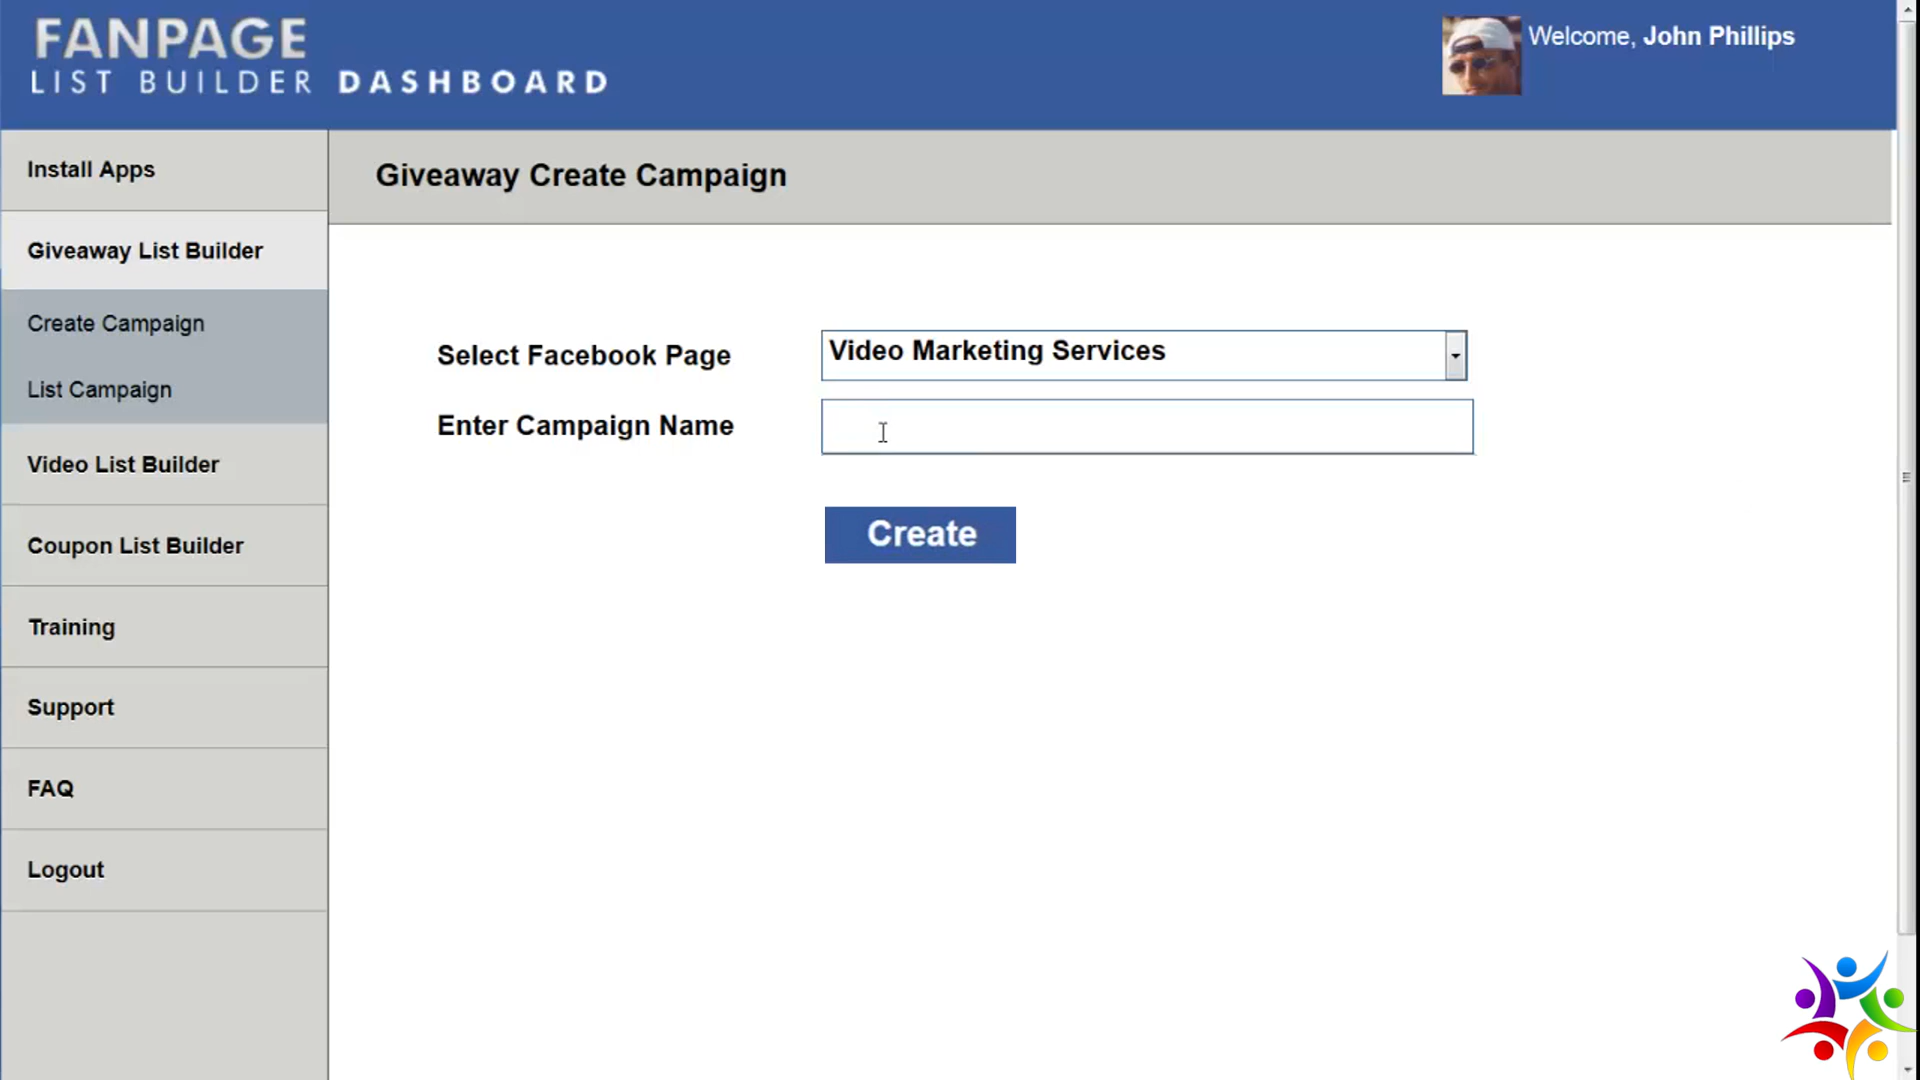 FANPAGE
LIST BUILDER DASHBOARD
Welcome, John Phillips
Install Apps
Giveaway List Builder
Create Campaign
List Campaign
Video List Builder
Coupon List Builder
Training
Support
FAQ
Logout
Giveaway Create Campaign
Select Facebook Page
Video Marketing Services
Enter Campaign Name
Create